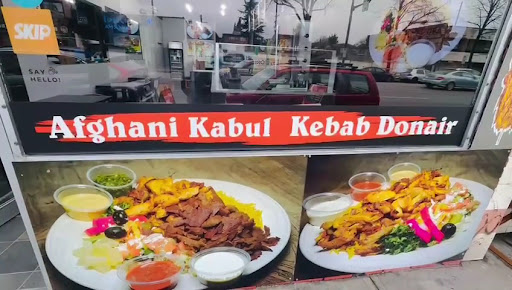 SKIP
SAY
HELLO!
Afghani Kabul Kebab Donair